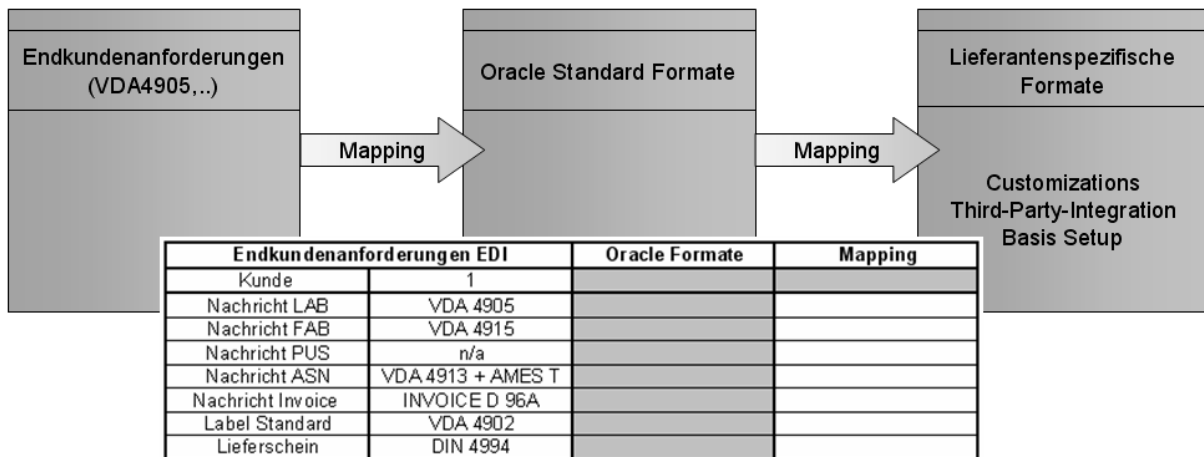 Endkundenanforderungen
(VDA4905,..)
Mapping
Oracle Standard Formate
Mapping
Lieferantenspezifische
Formate
Customizations
Third-Party-Integration
Basis Setup
Endkundenanforderungen EDI Oracle Formate Mapping
Kunde 1
Nachricht LAB VDA 4905
Nachricht FAB VDA 4915
Nachricht PUS n/a
Nachricht ASN VDA 4913 + AMES T
Nachricht Invoice INVOICE D 96A
Label Standard VDA 4902
Lieferschein DIN 4994